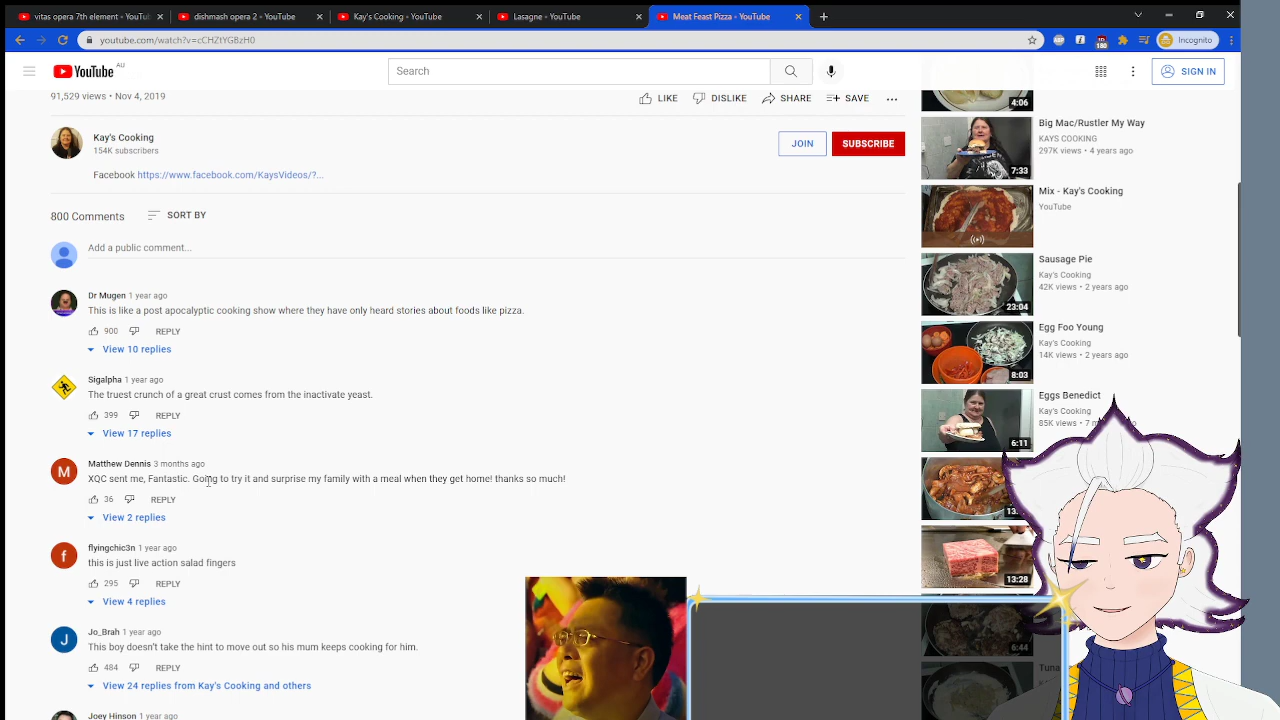 vitas opera 7th element - YouTub
dishmash opera 2 - YouTube
Kay's Cooking - YouTube
Lasagne - YouTube
Meat Feast Pizza - YouTube
youtube.com/watch?v=cCHZtYGBzH0
180
Incognito
YouTube AU
Search
SIGN IN
91,529 views • Nov 4, 2019
LIKE
DISLIKE
SHARE
SAVE
Kay's Cooking
154K subscribers
JOIN
SUBSCRIBE
Facebook https://www.facebook.com/KaysVideos/?...
800 Comments
SORT BY
Add a public comment...
Dr Mugen 1 year ago
This is like a post apocalyptic cooking show where they have only heard stories about foods like pizza.
900
REPLY
View 10 replies
Sigalpha 1 year ago
The truest crunch of a great crust comes from the inactivate yeast.
399
REPLY
View 17 replies
M
Matthew Dennis 3 months ago
XQC sent me, Fantastic. Going to try it and surprise my family with a meal when they get home! thanks so much!
36
REPLY
View 2 replies
f
flyingchic3n 1 year ago
this is just live action salad fingers
295
REPLY
View 4 replies
J
Jo_Brah 1 year ago
This boy doesn't take the hint to move out so his mum keeps cooking for him.
484
REPLY
View 24 replies from Kay's Cooking and others
Joey Hinson 1 year ago
4:06
Big Mac/Rustler My Way
KAYS COOKING
297K views • 4 years ago
7:33
Mix - Kay's Cooking
YouTube
Sausage Pie
Kay's Cooking
42K views • 2 years ago
23:04
Egg Foo Young
Kay's Cooking
14K views • 2 years ago
8:03
Eggs Benedict
Kay's Cooking
85K views • 7 m
6:11
13:28
6:44
Tuna